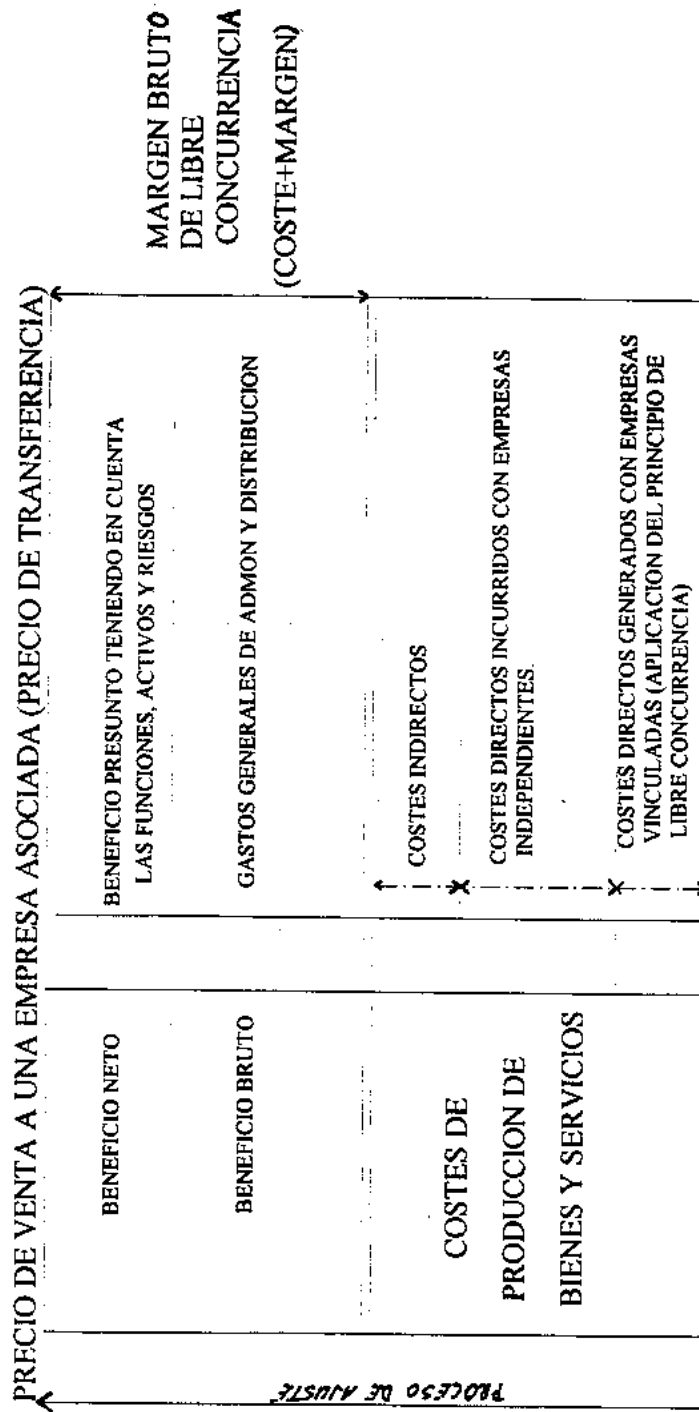 PRECIO DE VENTA A UNA EMPRESA ASOCIADA (PRECIO DE TRANSFERENCIA)
PROCESO DE AJUSTE
BENEFICIO NETO
BENEFICIO BRUTO
COSTES DE
PRODUCCION DE
BIENES Y SERVICIOS
BENEFICIO PRESUNTO TENIENDO EN CUENTA
LAS FUNCIONES, ACTIVOS Y RIESGOS
GASTOS GENERALES DE ADMON Y DISTRIBUCION
COSTES INDIRECTOS
COSTES DIRECTOS INCURRIDOS CON EMPRESAS
INDEPENDIENTES.
COSTES DIRECTOS GENERADOS CON EMPRESAS
VINCULADAS (APLICACION DEL PRINCIPIO DE
LIBRE CONCURRENCIA)
MARGEN BRUTO
DE LIBRE
CONCURRENCIA
(COSTE+MARGEN)